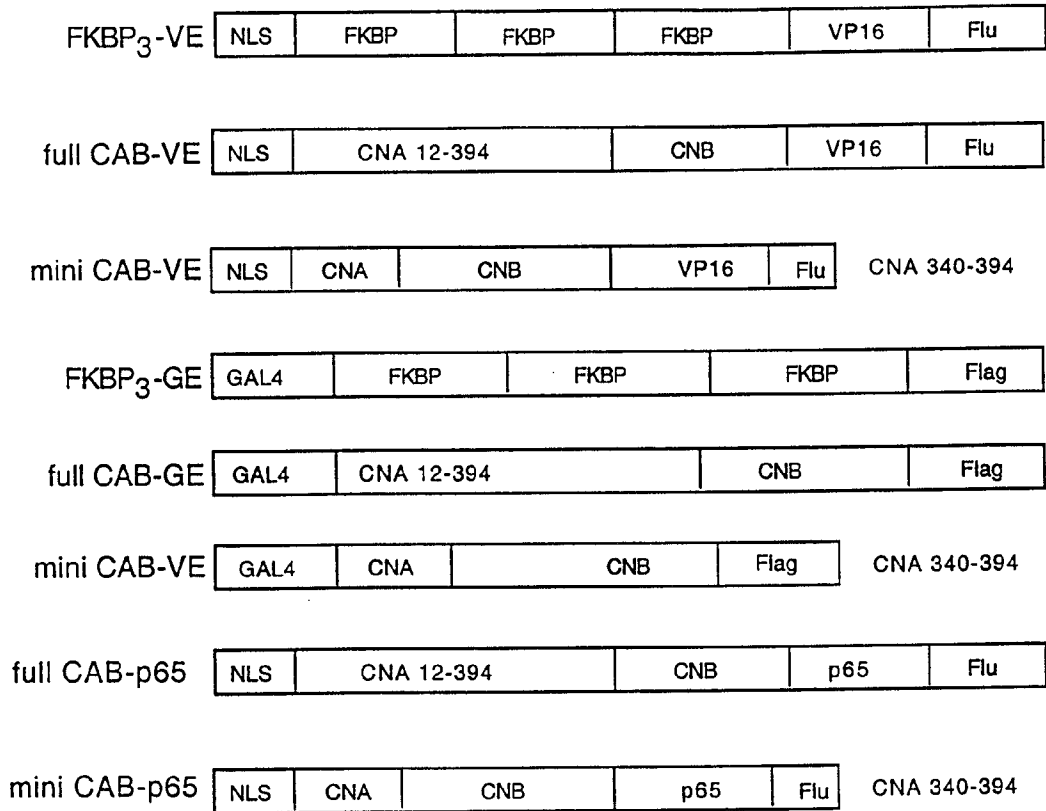 FKBP3-VE NLS FKBP FKBP FKBP VP16 Flu
full CAB-VE NLS CNA 12-394 CNB VP16 Flu
mini CAB-VE NLS CNA CNB VP16 Flu CNA 340-394
FKBP3-GE GAL4 FKBP FKBP FKBP Flag
full CAB-GE GAL4 CNA 12-394 CNB Flag
mini CAB-VE GAL4 CNA CNB Flag CNA 340-394
full CAB-p65 NLS CNA 12-394 CNB p65 Flu
mini CAB-p65 NLS CNA CNB p65 Flu CNA 340-394